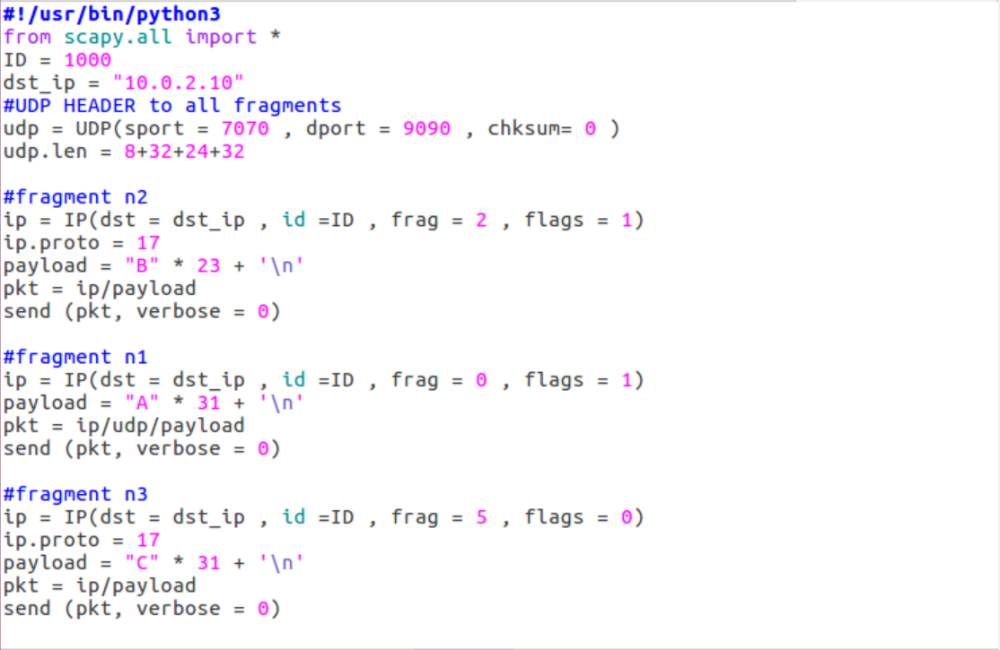 #!/usr/bin/python3
from scapy.all import *
ID = 1000
dst_ip = "10.0.2.10"
#UDP HEADER to all fragments
udp = UDP(sport = 7070 , dport = 9090 , chksum= 0 )
udp.len = 8+32+24+32

#fragment n2
ip = IP(dst = dst_ip , id =ID , frag = 2 , flags = 1)
ip.proto = 17
payload = "B" * 23 + '\n'
pkt = ip/payload
send (pkt, verbose = 0)

#fragment n1
ip = IP(dst = dst_ip , id =ID , frag = 0 , flags = 1)
payload = "A" * 31 + '\n'
pkt = ip/udp/payload
send (pkt, verbose = 0)

#fragment n3
ip = IP(dst = dst_ip , id =ID , frag = 5 , flags = 0)
ip.proto = 17
payload = "C" * 31 + '\n'
pkt = ip/payload
send (pkt, verbose = 0)